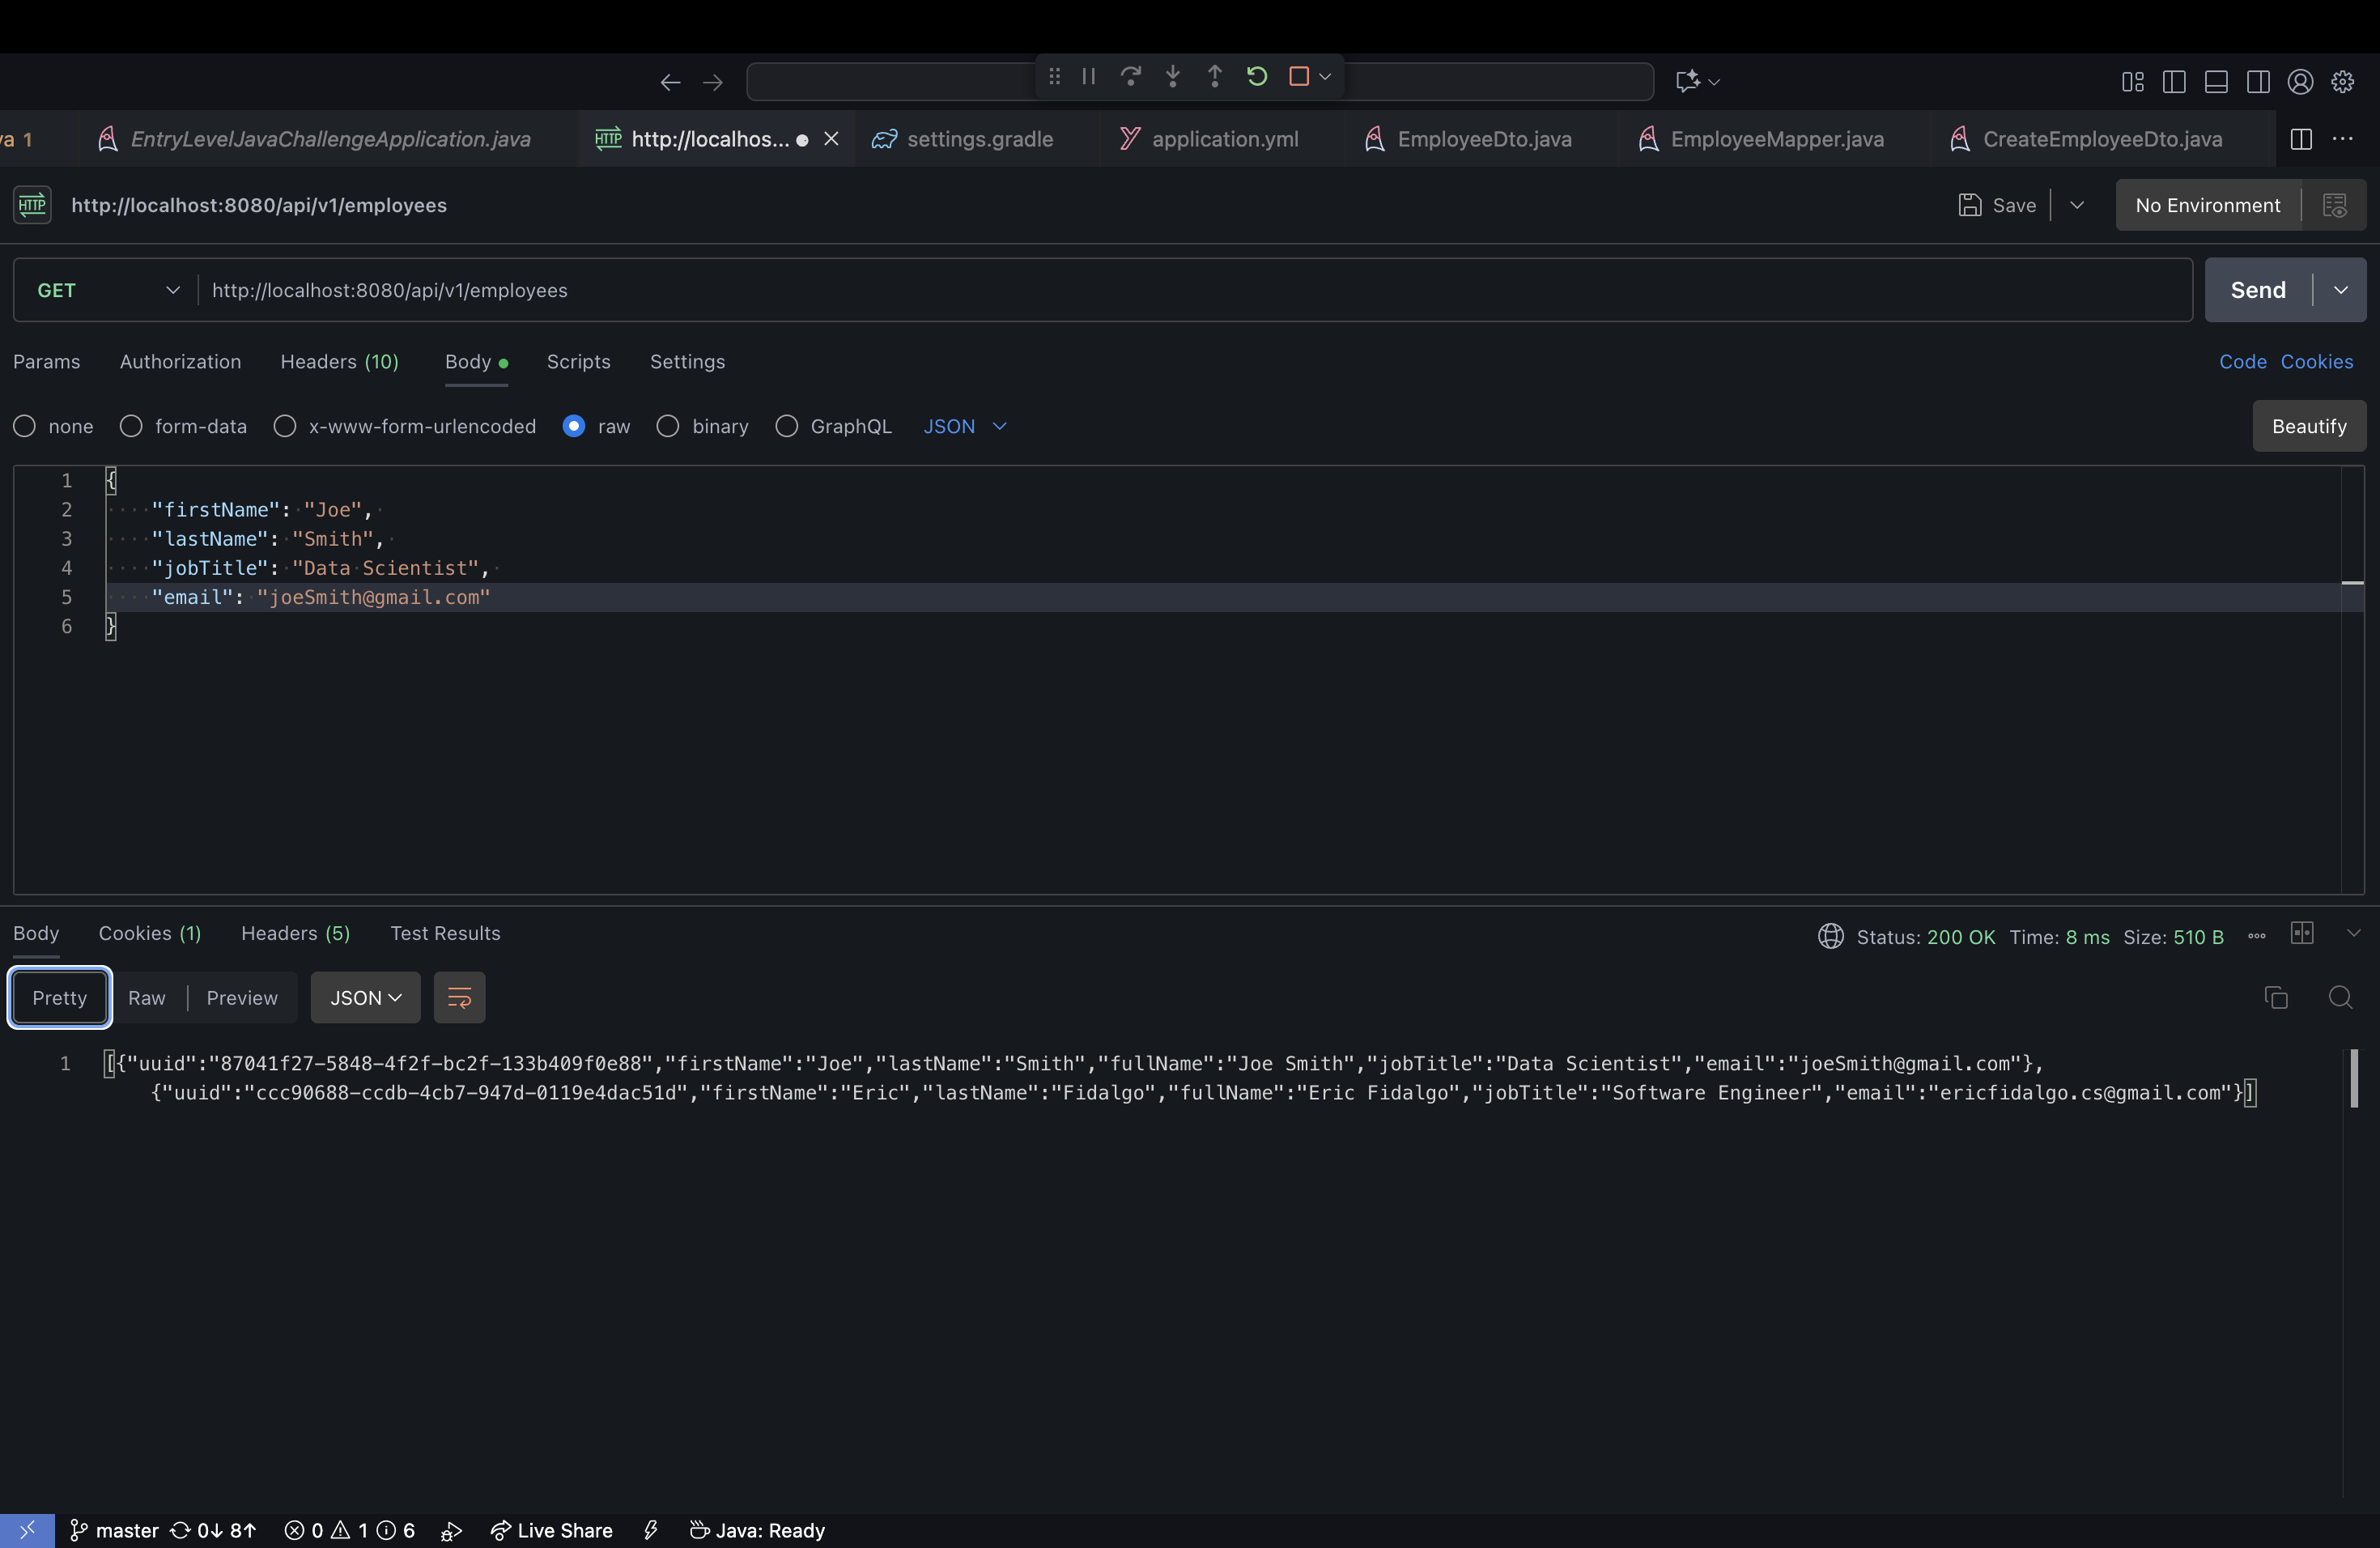 va 1 EntryLevelJavaChallengeApplication.java HTTP http://localhos... settings.gradle application.yml EmployeeDto.java EmployeeMapper.java CreateEmployeeDto.java
HTTP http://localhost:8080/api/v1/employees Save No Environment
GET http://localhost:8080/api/v1/employees Send
Params Authorization Headers (10) Body Scripts Settings Code Cookies
none form-data x-www-form-urlencoded raw binary GraphQL JSON Beautify
1 {
2 "firstName": "Joe",
3 "lastName": "Smith",
4 "jobTitle": "Data Scientist",
5 "email": "joeSmith@gmail.com"
6 }
Body Cookies (1) Headers (5) Test Results Status: 200 OK Time: 8 ms Size: 510 B
Pretty Raw Preview JSON
1 [{"uuid":"87041f27-5848-4f2f-bc2f-133b409f0e88","firstName":"Joe","lastName":"Smith","fullName":"Joe Smith","jobTitle":"Data Scientist","email":"joeSmith@gmail.com"},
{"uuid":"ccc90688-ccdb-4cb7-947d-0119e4dac51d","firstName":"Eric","lastName":"Fidalgo","fullName":"Eric Fidalgo","jobTitle":"Software Engineer","email":"ericfidalgo.cs@gmail.com"}]
master 0↓ 8↑ 0 1 6 Live Share Java: Ready